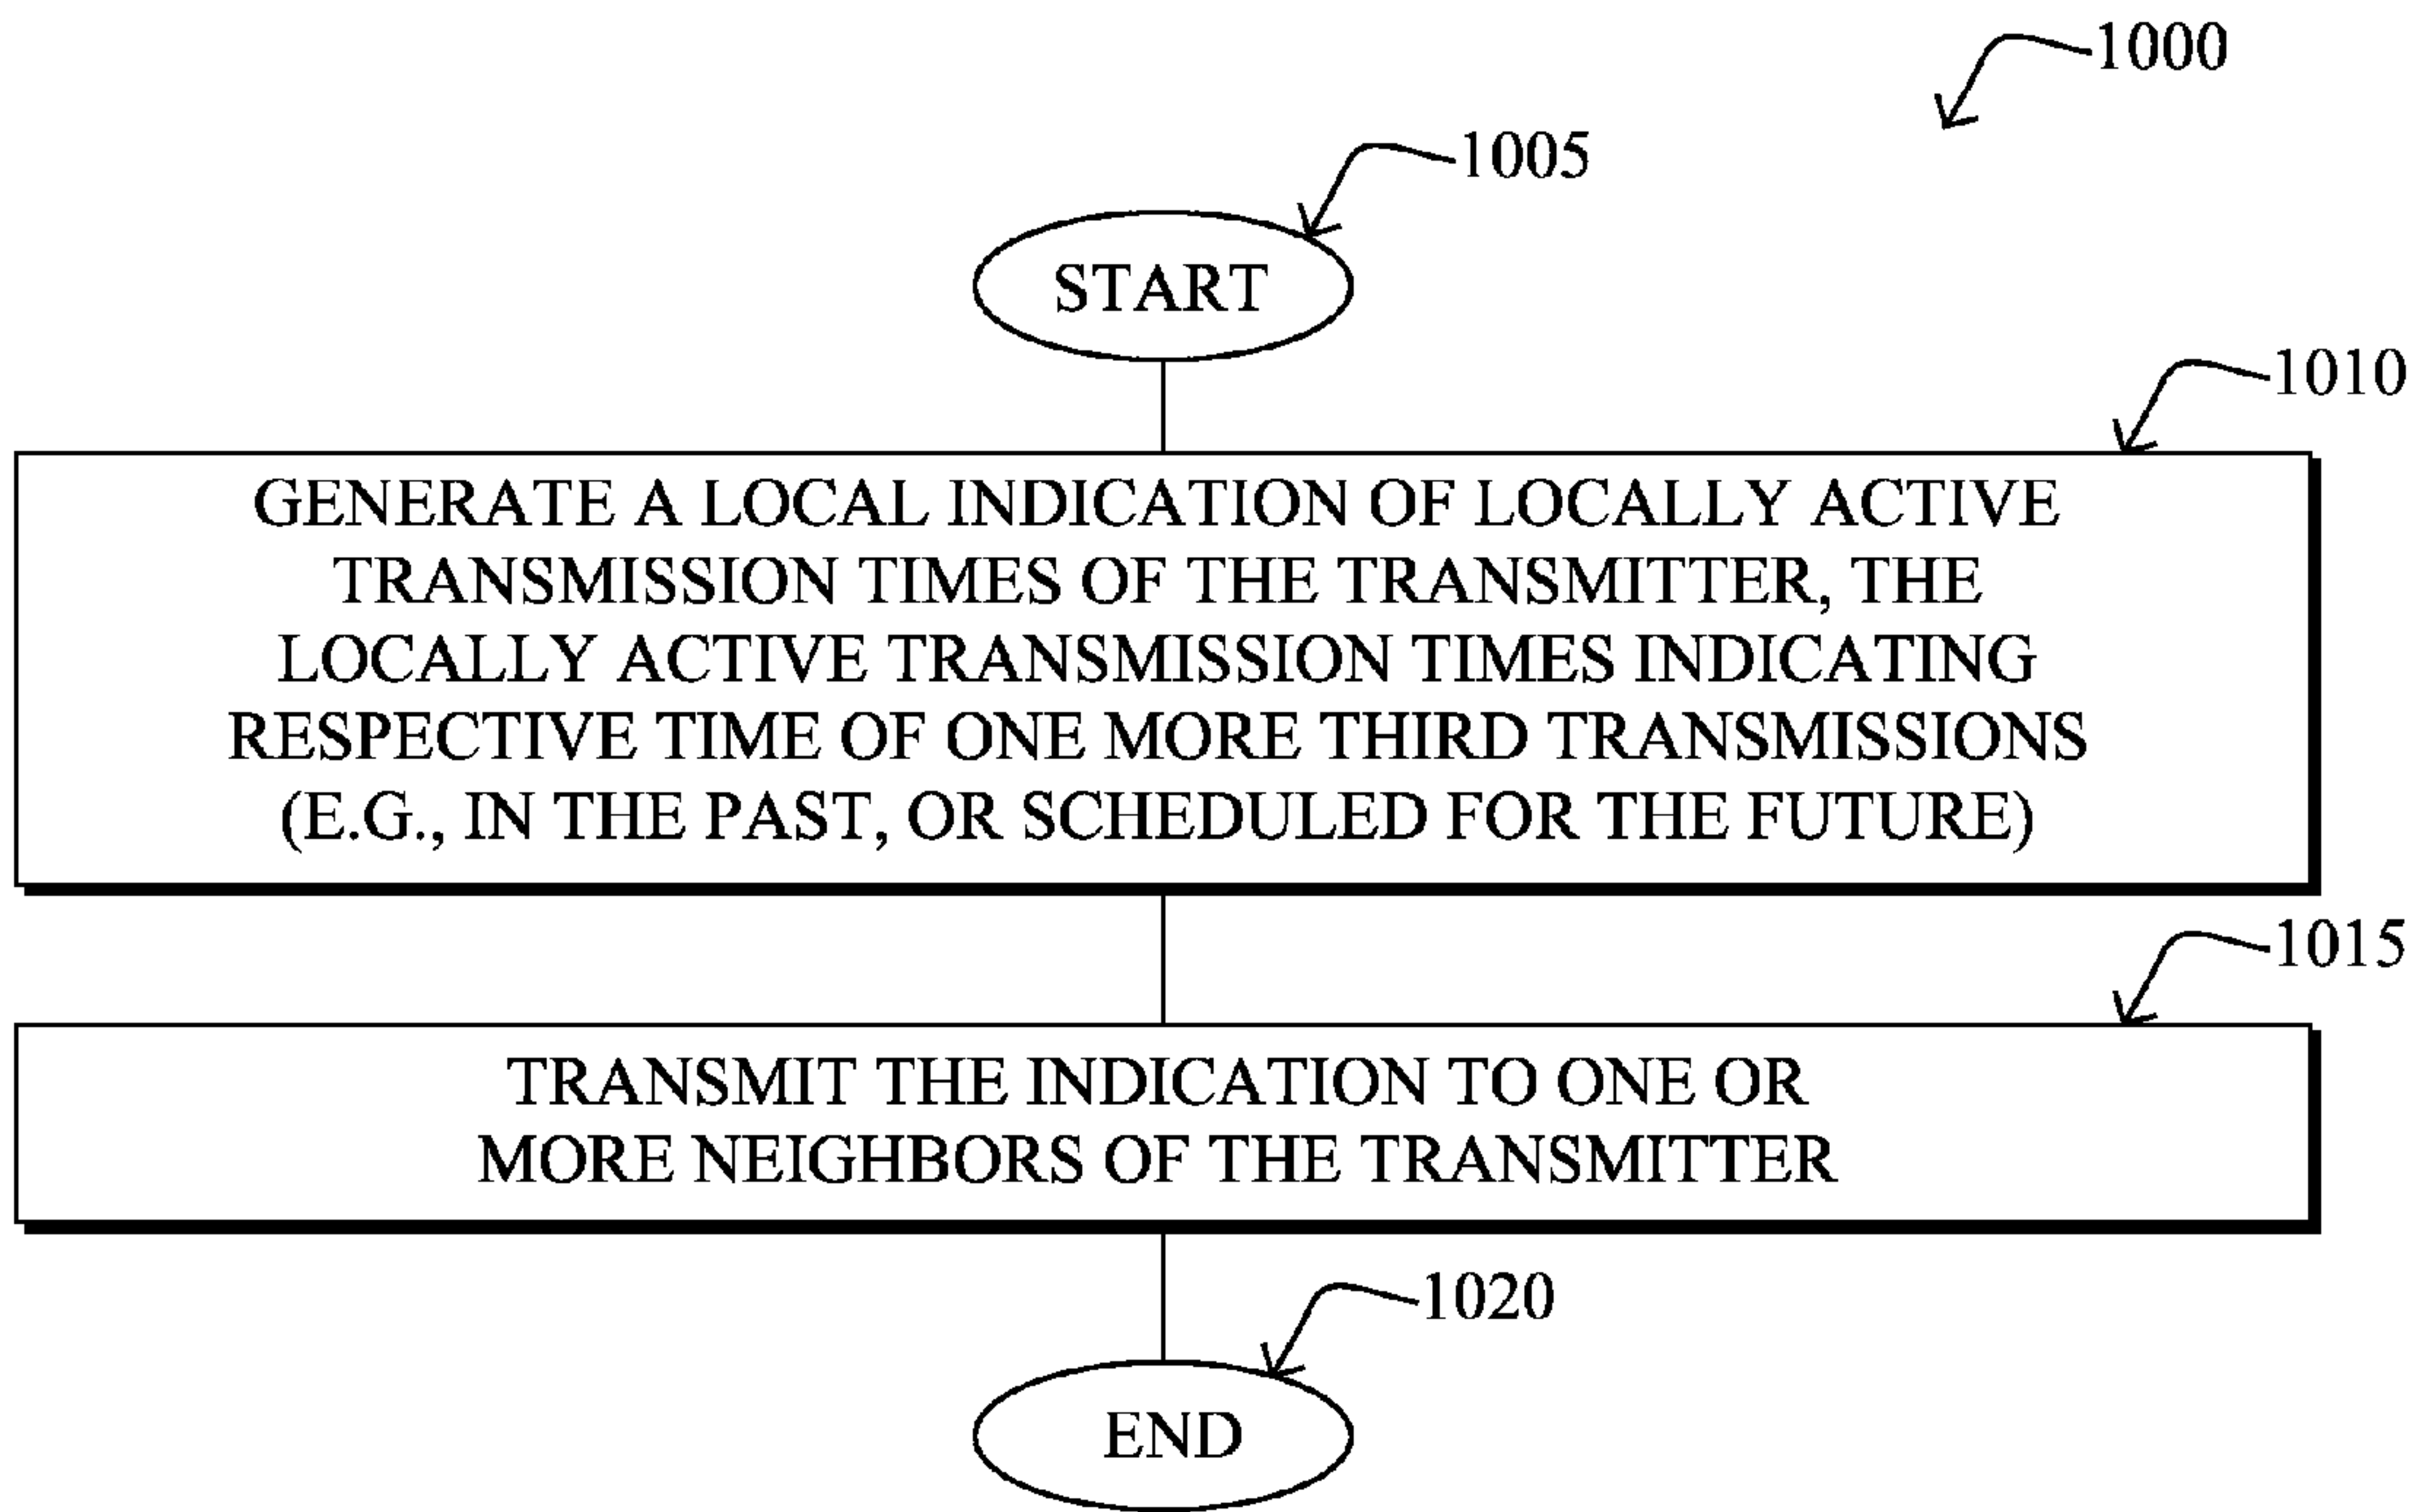 1000
1005
START
1010
GENERATE A LOCAL INDICATION OF LOCALLY ACTIVE
TRANSMISSION TIMES OF THE TRANSMITTER, THE
LOCALLY ACTIVE TRANSMISSION TIMES INDICATING
RESPECTIVE TIME OF ONE MORE THIRD TRANSMISSIONS
(E.G., IN THE PAST, OR SCHEDULED FOR THE FUTURE)
1015
TRANSMIT THE INDICATION TO ONE OR
MORE NEIGHBORS OF THE TRANSMITTER
1020
END